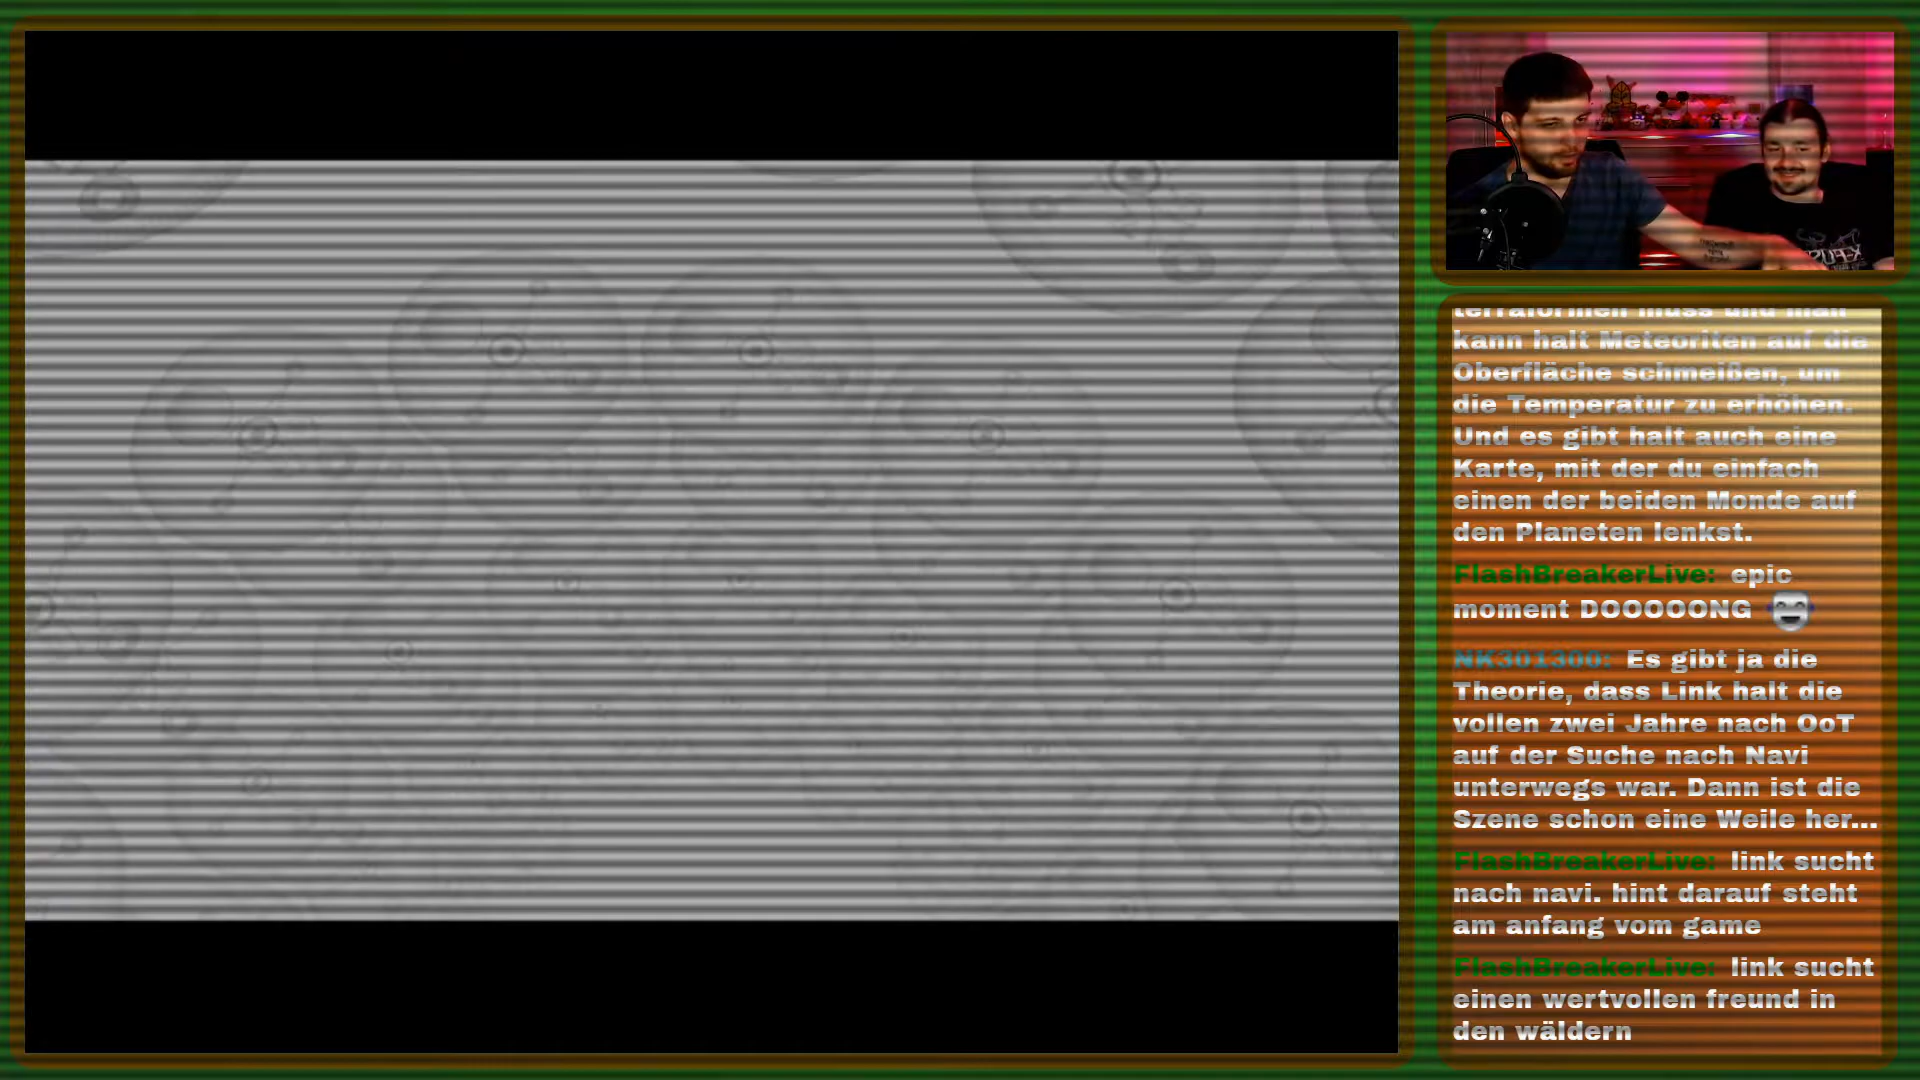 terraformen muss und man
kann halt Meteoriten auf die
Oberfläche schmeißen, um
die Temperatur zu erhöhen.
Und es gibt halt auch eine
Karte, mit der du einfach
einen der beiden Monde auf
den Planeten lenkst.
FlashBreakerLive: epic
moment DOOOOONG
NK301300: Es gibt ja die
Theorie, dass Link halt die
vollen zwei Jahre nach OoT
auf der Suche nach Navi
unterwegs war. Dann ist die
Szene schon eine Weile her...
FlashBreakerLive: link sucht
nach navi. hint darauf steht
am anfang vom game
FlashBreakerLive: link sucht
einen wertvollen freund in
den wäldern